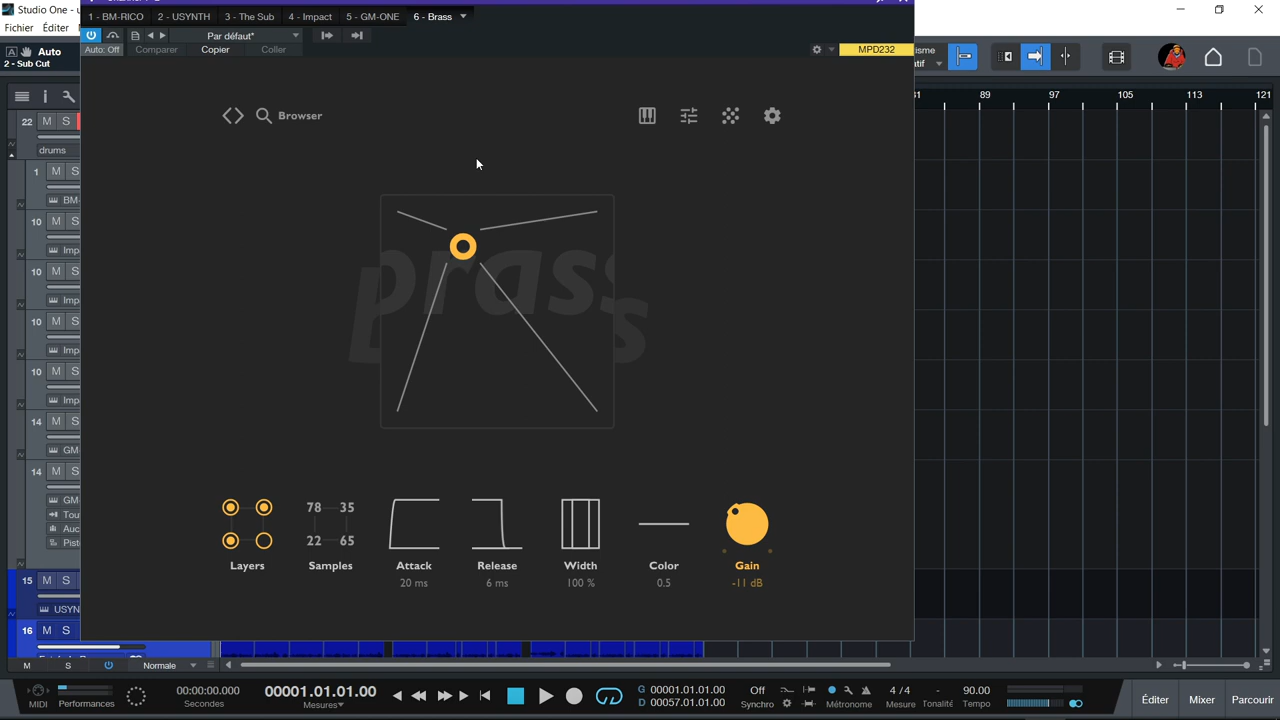 Studio One -
Fichier Éditer
1 - BM-RICO 2 - USYNTH 3 - The Sub 4 - Impact 5 - GM-ONE 6 - Brass
Par défaut*
Auto: Off Comparer Copier Coller MPD232
A Auto
2 - Sub Cut
89 97 105 113 121
Browser
22 M S
drums
1 M S
BM-
10 M S
Imp
10 M S
Imp
10 M S
Imp
10 M S
Imp
14 M S
GM
14 M S
GM
Tou
Auc
Pist
15 M S
USYN
16 M S
brass
78 35
22 65
Layers Samples Attack Release Width Color Gain
20 ms 6 ms 100 % 0.5 -11 dB
M S Normale
MIDI Performances
00:00:00.000
Secondes
00001.01.01.00
Mesures
G 00001.01.01.00
D 00057.01.01.00
Off
Synchro
Métronome
4 / 4
Mesure
-
Tonalité
90.00
Tempo
Éditer Mixer Parcourir